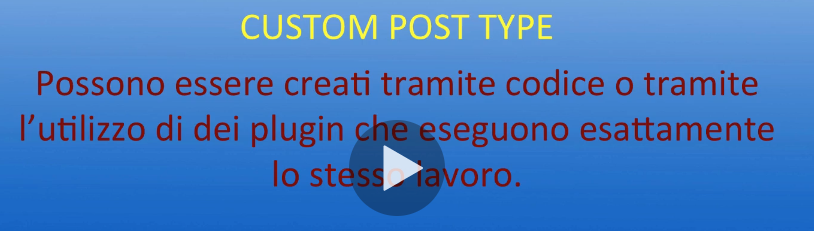 CUSTOM POST TYPE
Possono essere creati tramite codice o tramite
l’utilizzo di dei plugin che eseguono esattamente
lo stesso lavoro.